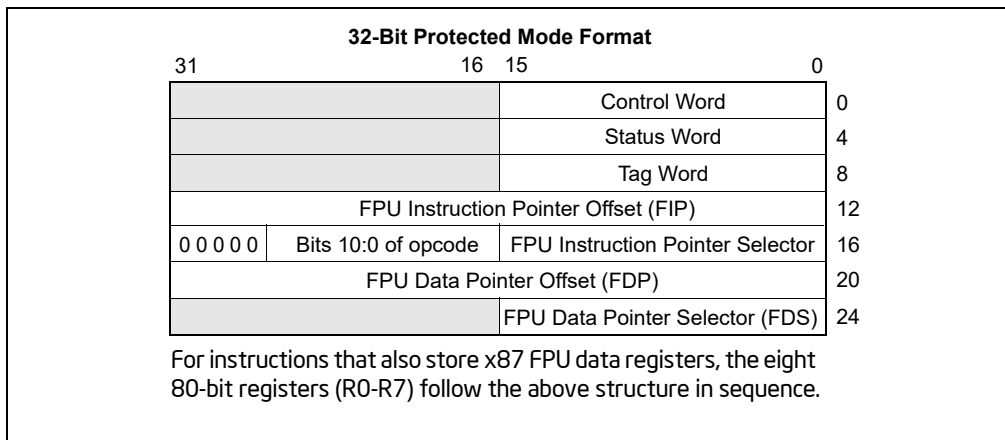 32-Bit Protected Mode Format
31 16 15 0
Control Word 0
Status Word 4
Tag Word 8
FPU Instruction Pointer Offset (FIP) 12
0 0 0 0 0 Bits 10:0 of opcode FPU Instruction Pointer Selector 16
FPU Data Pointer Offset (FDP) 20
FPU Data Pointer Selector (FDS) 24
For instructions that also store x87 FPU data registers, the eight
80-bit registers (R0-R7) follow the above structure in sequence.